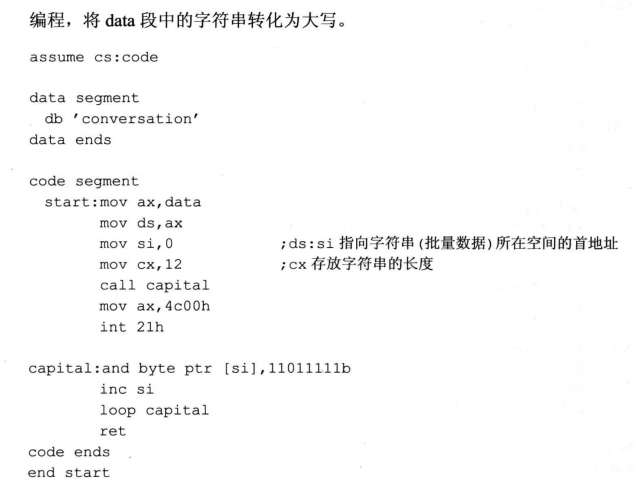 编程，将 data 段中的字符串转化为大写。
assume cs:code
data segment
db 'conversation'
data ends
code segment
start:mov ax,data
mov ds,ax
mov si,0 ;ds:si 指向字符串(批量数据)所在空间的首地址
mov cx,12 ;cx 存放字符串的长度
call capital
mov ax,4c00h
int 21h
capital:and byte ptr [si],11011111b
inc si
loop capital
ret
code ends
end start